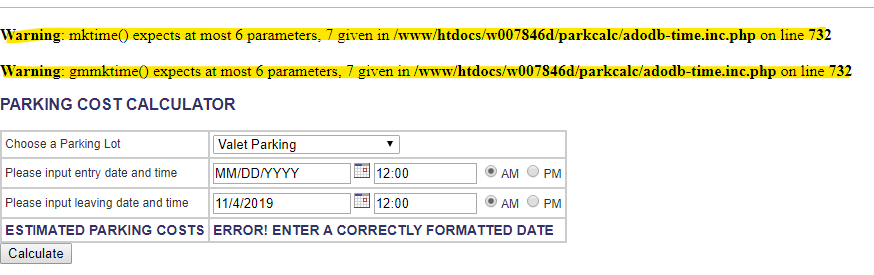 Warning: mktime() expects at most 6 parameters, 7 given in /www/htdocs/w007846d/parkcalc/adodb-time.inc.php on line 732
Warning: gmmktime() expects at most 6 parameters, 7 given in /www/htdocs/w007846d/parkcalc/adodb-time.inc.php on line 732
PARKING COST CALCULATOR
Choose a Parking Lot Valet Parking
Please input entry date and time MM/DD/YYYY 12:00 AM PM
Please input leaving date and time 11/4/2019 12:00 AM PM
ESTIMATED PARKING COSTS ERROR! ENTER A CORRECTLY FORMATTED DATE
Calculate